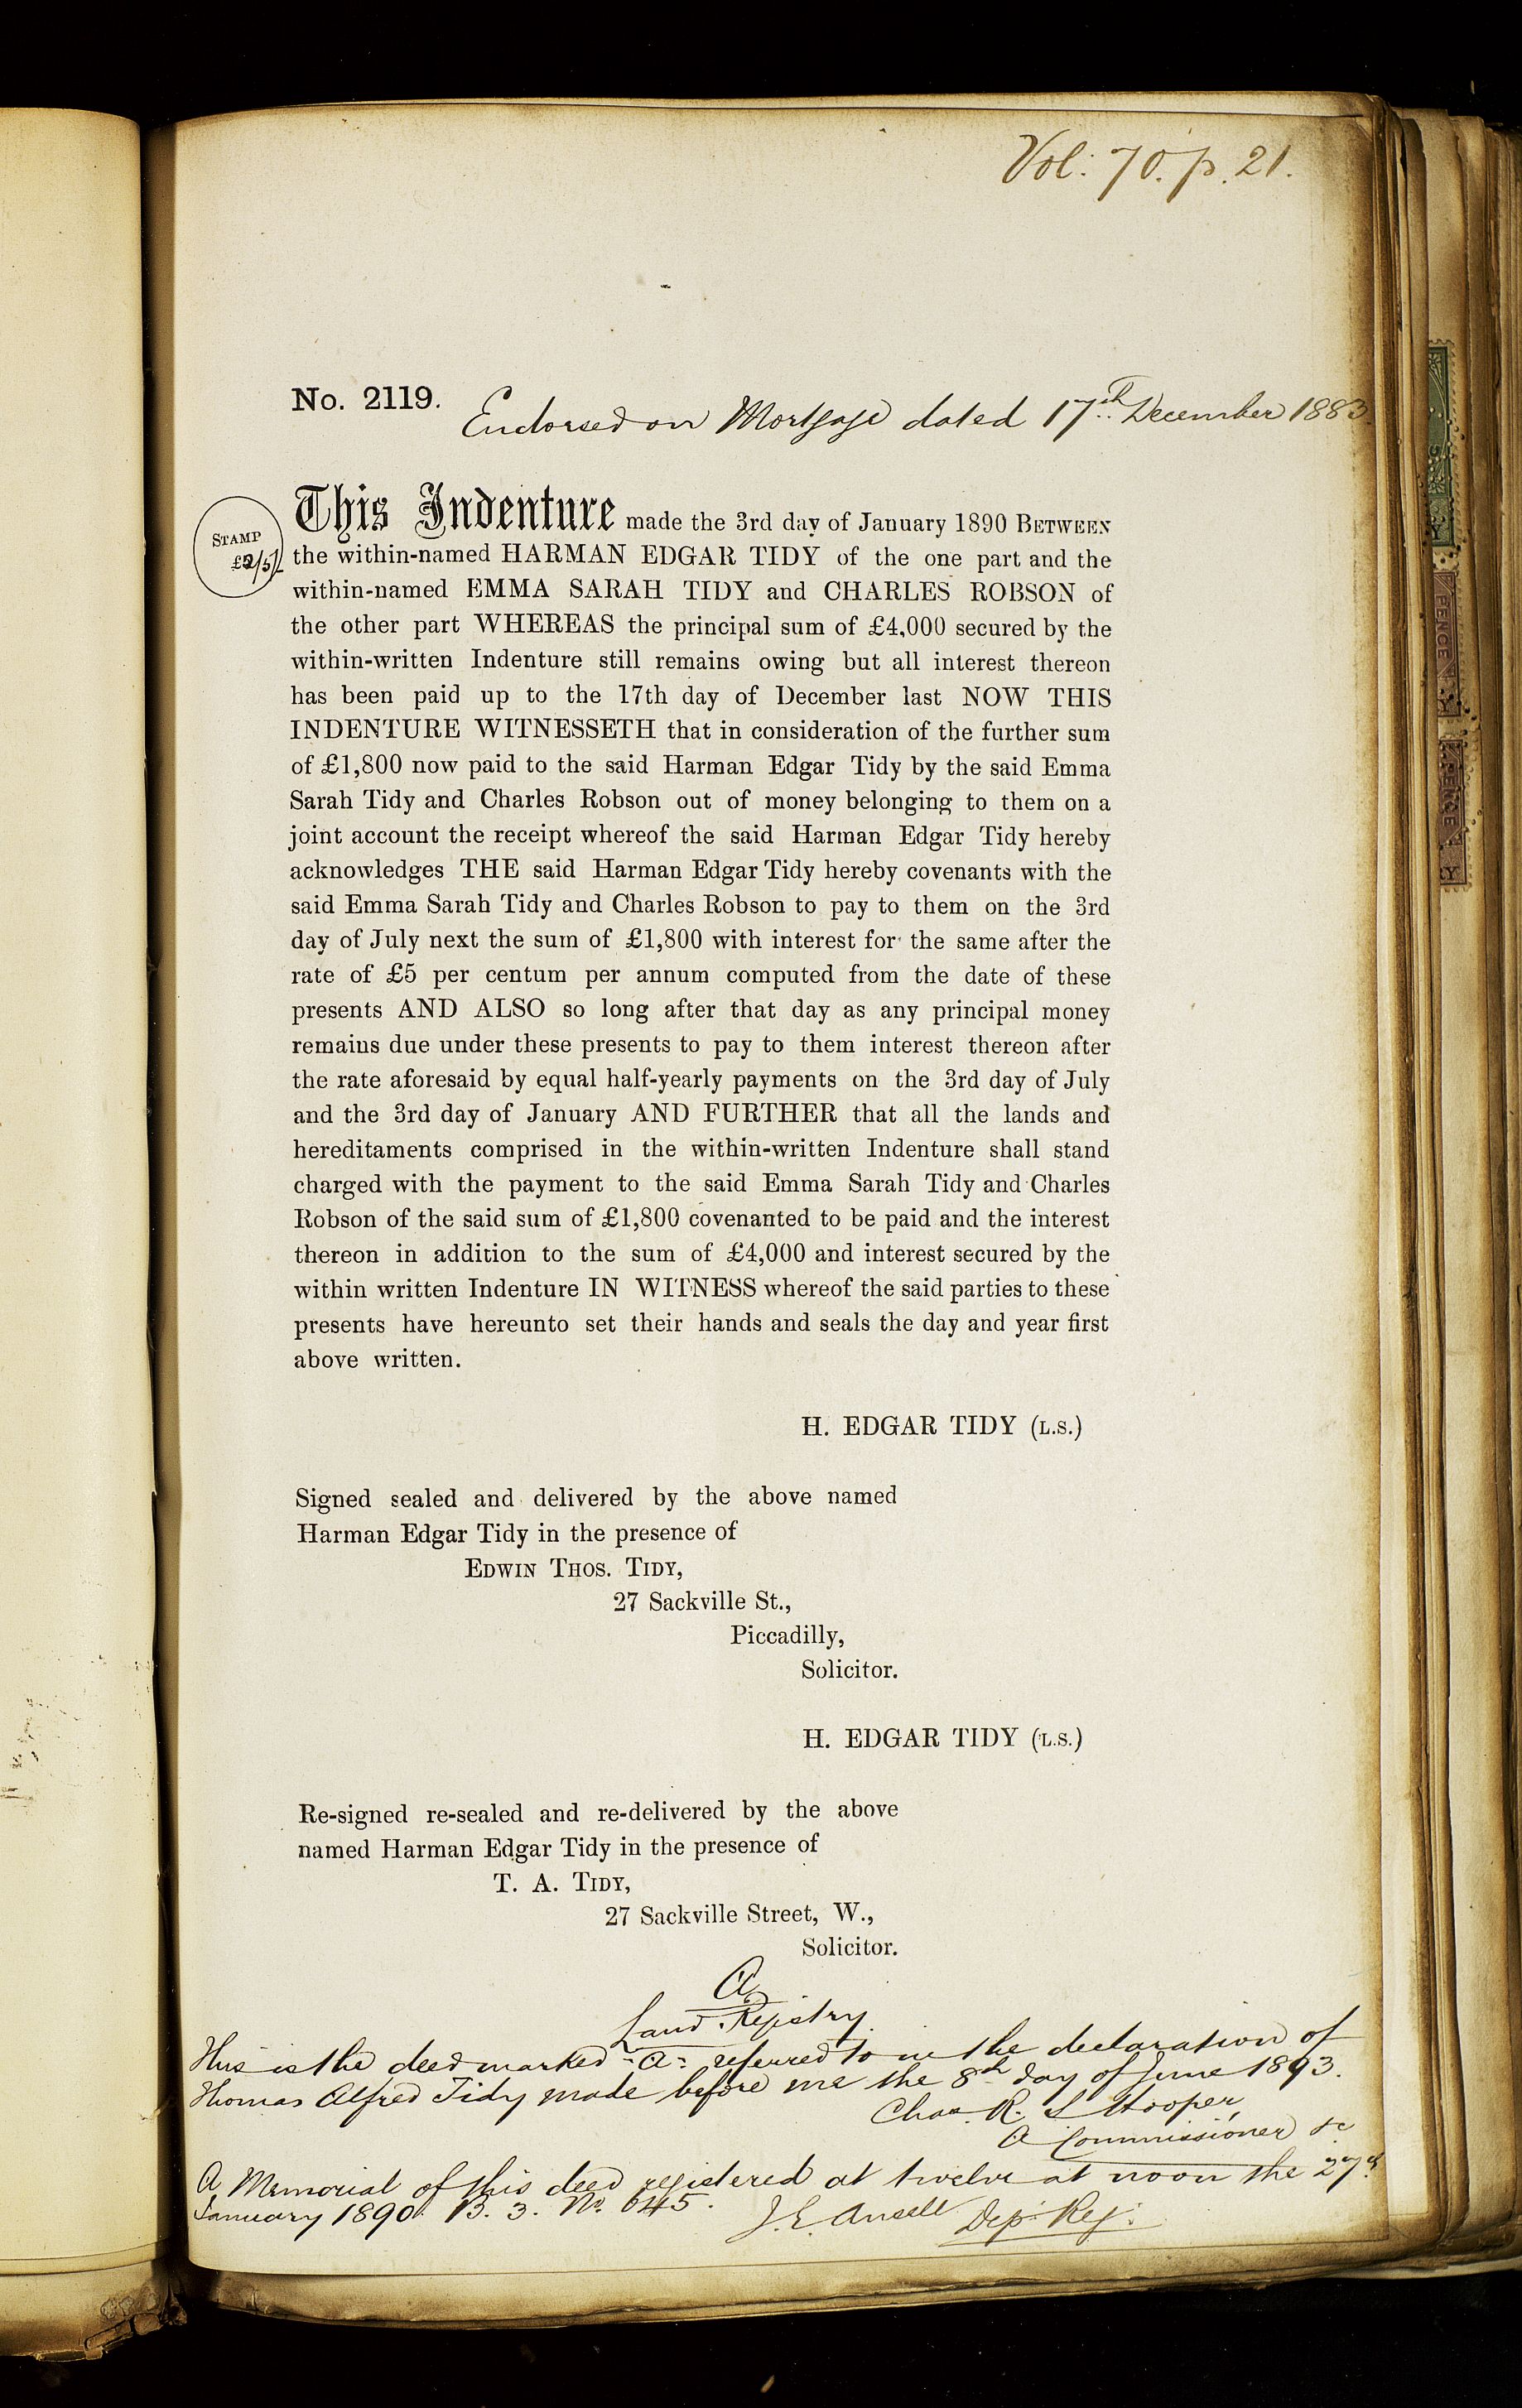 Vol: 70. p. 21.
No. 2119.
Endorsed on Mortgage dated 17th December 1883
STAMP
£2/5/-
This Indenture made the 3rd day of January 1890 BETWEEN
the within-named HARMAN EDGAR TIDY of the one part and the
within-named EMMA SARAH TIDY and CHARLES ROBSON of
the other part WHEREAS the principal sum of £4,000 secured by the
within-written Indenture still remains owing but all interest thereon
has been paid up to the 17th day of December last NOW THIS
INDENTURE WITNESSETH that in consideration of the further sum
of £1,800 now paid to the said Harman Edgar Tidy by the said Emma
Sarah Tidy and Charles Robson out of money belonging to them on a
joint account the receipt whereof the said Harman Edgar Tidy hereby
acknowledges THE said Harman Edgar Tidy hereby covenants with the
said Emma Sarah Tidy and Charles Robson to pay to them on the 3rd
day of July next the sum of £1,800 with interest for the same after the
rate of £5 per centum per annum computed from the date of these
presents AND ALSO so long after that day as any principal money
remains due under these presents to pay to them interest thereon after
the rate aforesaid by equal half-yearly payments on the 3rd day of July
and the 3rd day of January AND FURTHER that all the lands and
hereditaments comprised in the within-written Indenture shall stand
charged with the payment to the said Emma Sarah Tidy and Charles
Robson of the said sum of £1,800 covenanted to be paid and the interest
thereon in addition to the sum of £4,000 and interest secured by the
within written Indenture IN WITNESS whereof the said parties to these
presents have hereunto set their hands and seals the day and year first
above written.
H. EDGAR TIDY (L.S.)
Signed sealed and delivered by the above named
Harman Edgar Tidy in the presence of
EDWIN THOS. TIDY,
27 Sackville St.,
Piccadilly,
Solicitor.
H. EDGAR TIDY (L.S.)
Re-signed re-sealed and re-delivered by the above
named Harman Edgar Tidy in the presence of
T. A. TIDY,
27 Sackville Street, W.,
Solicitor.
A
Land Registry.
This is the deed marked "A" referred to in the declaration of
Thomas Alfred Tidy made before me the 8th day of June 1893.
Chas. R. L Hooper,
A Commissioner &c
A Memorial of this deed registered at twelve at noon the 27th
January 1890. B. 3. No. 645.
J. E. Ansell Dep: Reg:
PENCE
PENCE